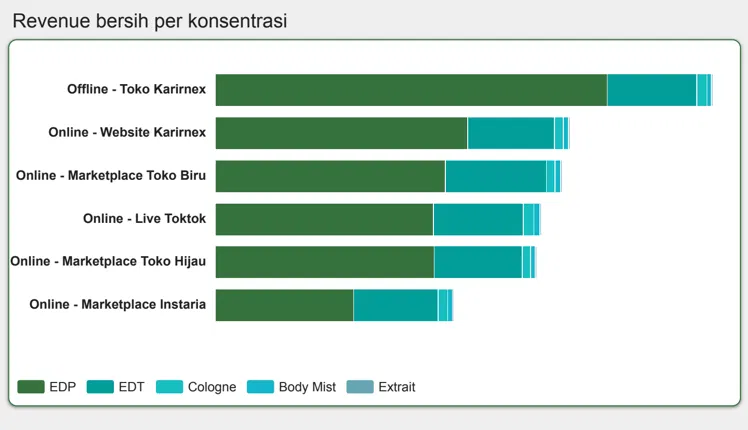 Revenue bersih per konsentrasi
Offline - Toko Karirnex
Online - Website Karirnex
Online - Marketplace Toko Biru
Online - Live Toktok
Online - Marketplace Toko Hijau
Online - Marketplace Instaria
EDP EDT Cologne Body Mist Extrait